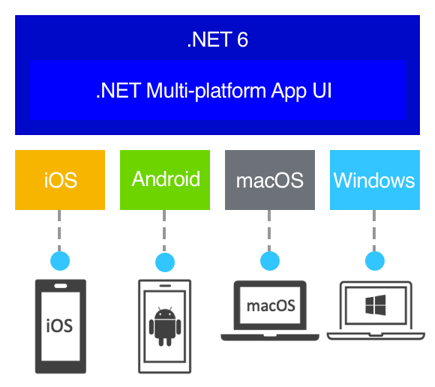 .NET 6
.NET Multi-platform App UI
iOS
Android
macOS
Windows
iOS
macOS